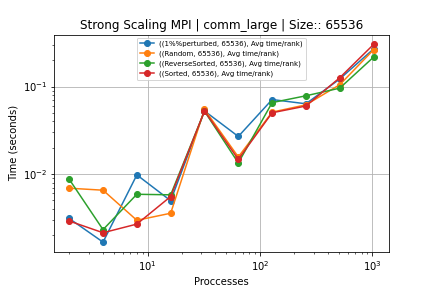 Strong Scaling MPI | comm_large | Size:: 65536
((1%%perturbed, 65536), Avg time/rank)
((Random, 65536), Avg time/rank)
((ReverseSorted, 65536), Avg time/rank)
((Sorted, 65536), Avg time/rank)
Time (seconds)
10⁻¹
10⁻²
10¹ 10² 10³
Proccesses